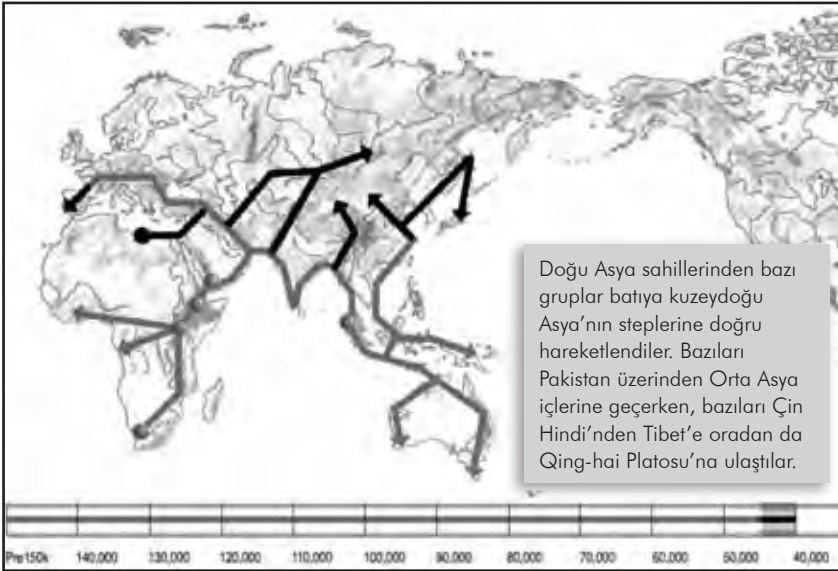 Doğu Asya sahillerinden bazı
gruplar batıya kuzeydoğu
Asya'nın steplerine doğru
hareketlendiler. Bazıları
Pakistan üzerinden Orta Asya
içlerine geçerken, bazıları Çin
Hindi'nden Tibet'e oradan da
Qing-hai Platosu'na ulaştılar.
Pre150k 140,000 130,000 120,000 110,000 100,000 90,000 80,000 70,000 60,000 50,000 40,000